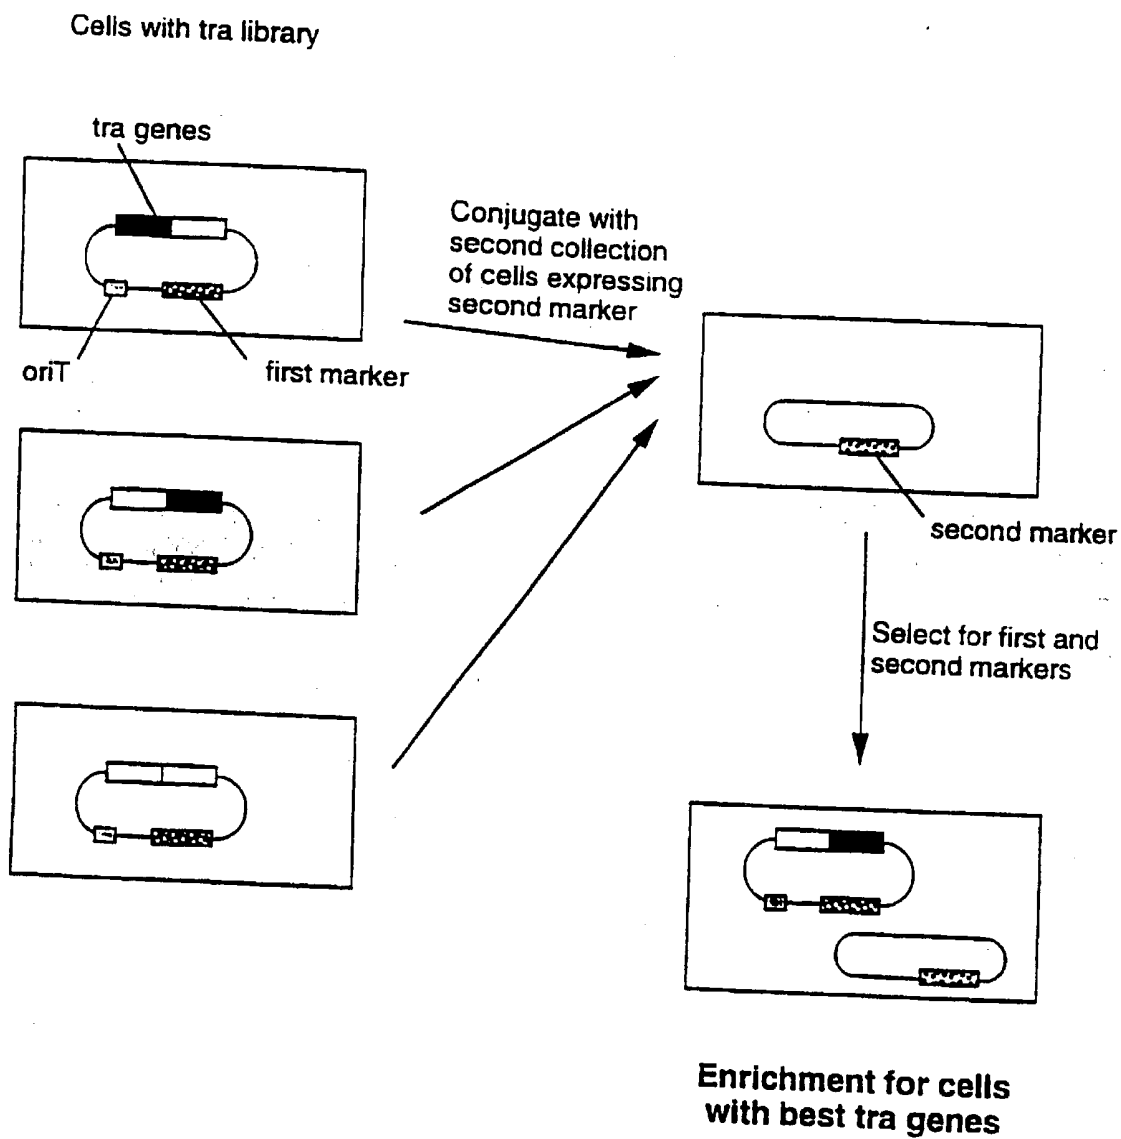 Cells with tra library
tra genes
Conjugate with
second collection
of cells expressing
second marker
oriT
first marker
second marker
Select for first and
second markers
Enrichment for cells
with best tra genes